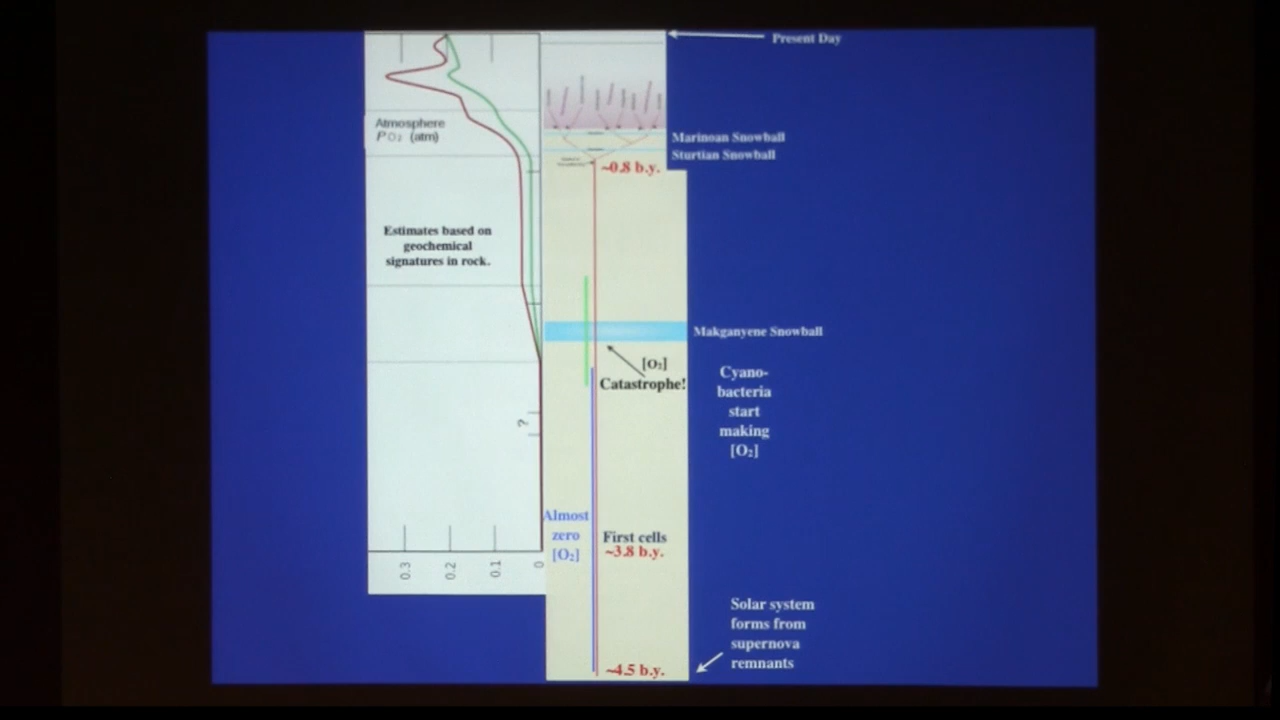 Present Day
Atmosphere
PO₂ (atm)
Marinoan Snowball
Sturtian Snowball
~0.8 b.y.
Estimates based on
geochemical
signatures in rock.
Makganyene Snowball
[O₂]
Catastrophe!
Cyano-
bacteria
start
making
[O₂]
?
Almost
zero
[O₂]
First cells
~3.8 b.y.
0.3
0.2
0.1
0
Solar system
forms from
supernova
remnants
~4.5 b.y.